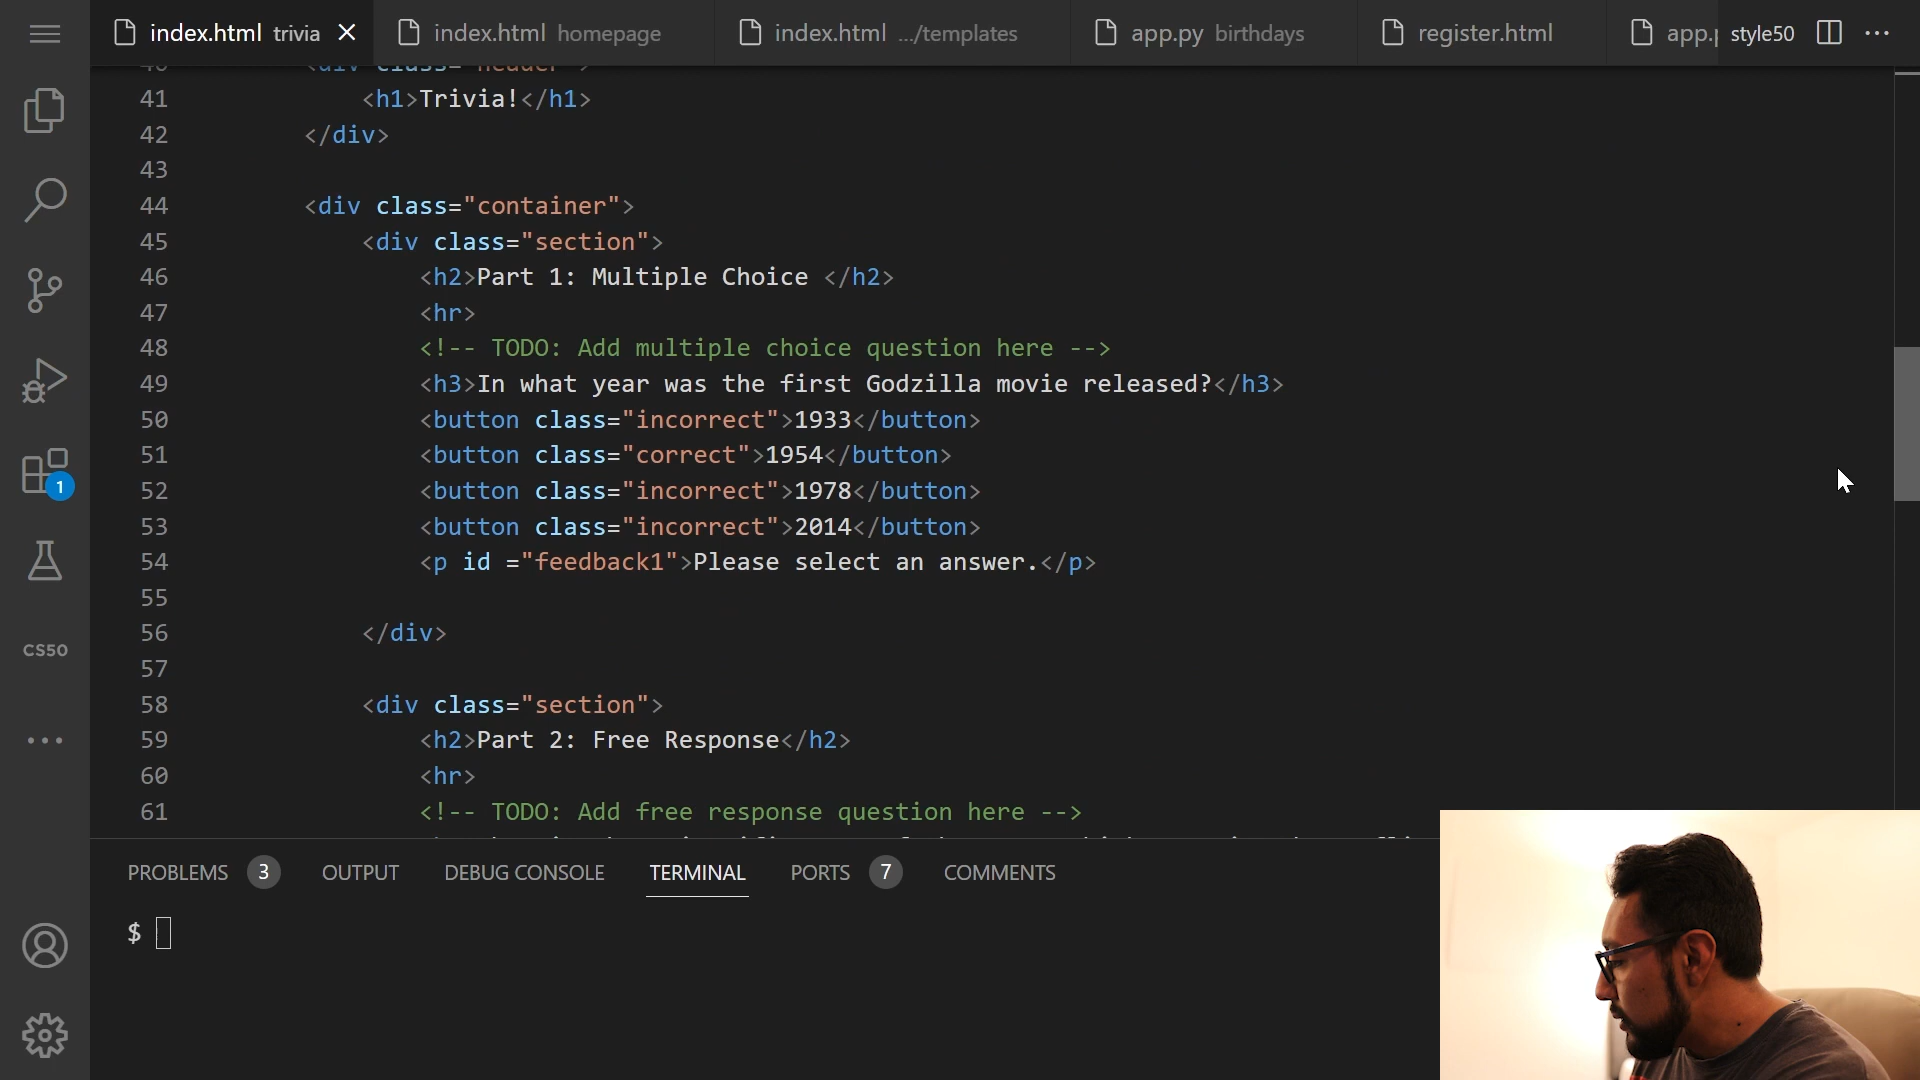 index.html trivia index.html homepage index.html .../templates app.py birthdays register.html app.p style50
41 <h1>Trivia!</h1>
42 </div>
43
44 <div class="container">
45 <div class="section">
46 <h2>Part 1: Multiple Choice </h2>
47 <hr>
48 <!-- TODO: Add multiple choice question here -->
49 <h3>In what year was the first Godzilla movie released?</h3>
50 <button class="incorrect">1933</button>
51 <button class="correct">1954</button>
52 <button class="incorrect">1978</button>
53 <button class="incorrect">2014</button>
54 <p id ="feedback1">Please select an answer.</p>
55
56 </div>
57
58 <div class="section">
59 <h2>Part 2: Free Response</h2>
60 <hr>
61 <!-- TODO: Add free response question here -->
1
CS50
PROBLEMS 3 OUTPUT DEBUG CONSOLE TERMINAL PORTS 7 COMMENTS
$